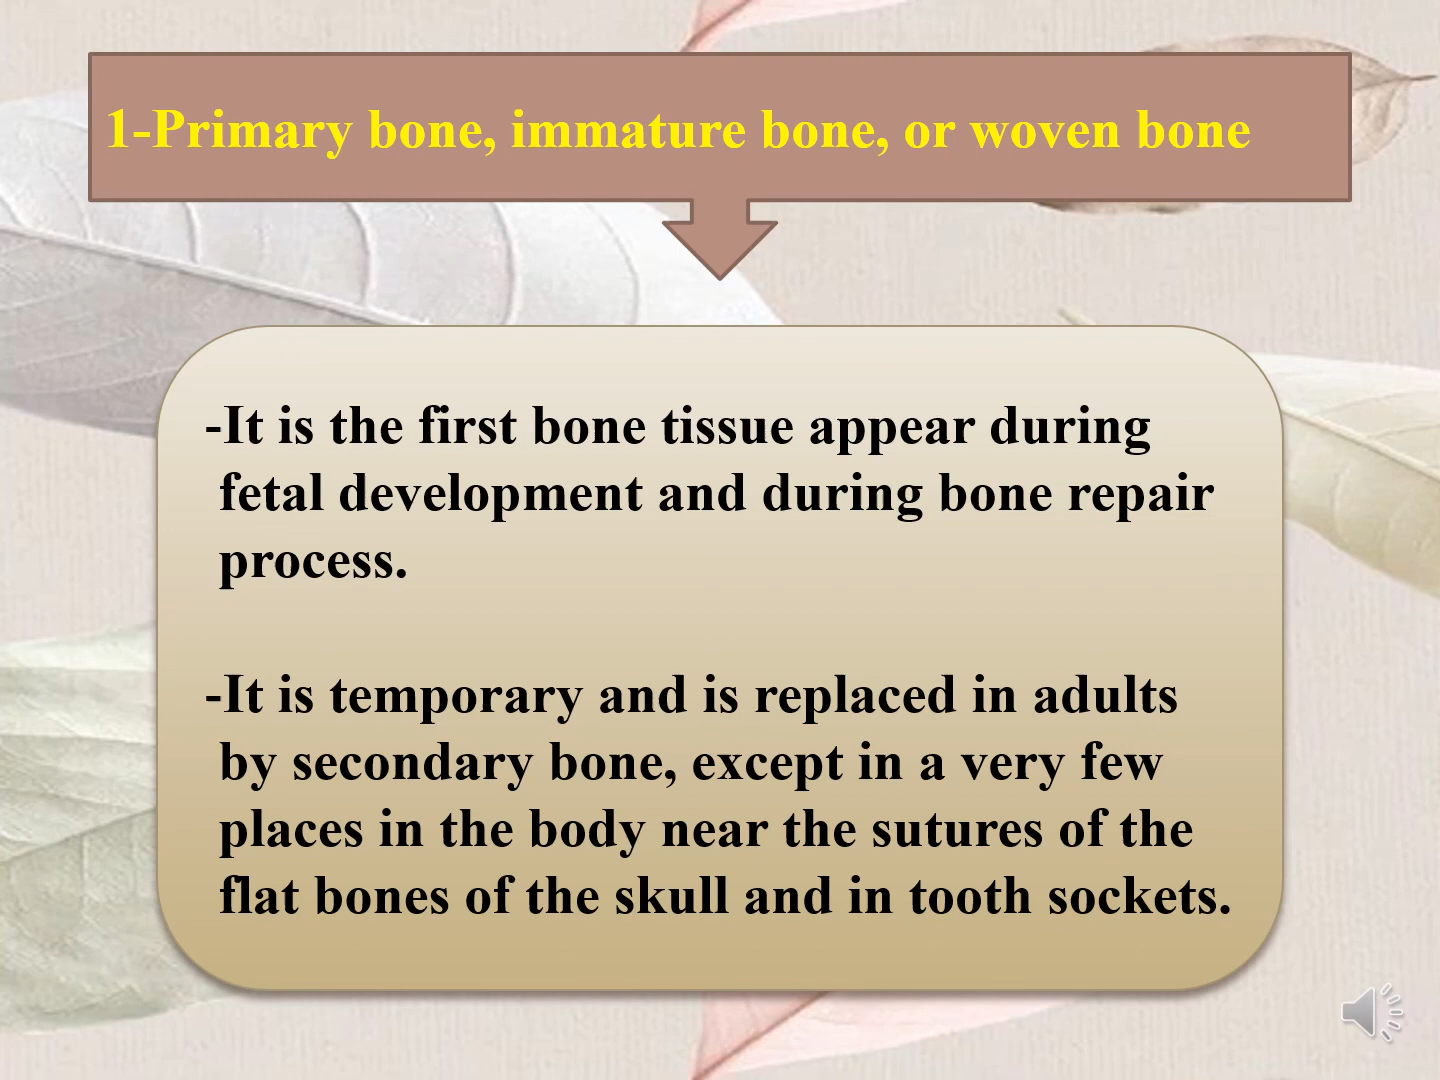 1-Primary bone, immature bone, or woven bone
-It is the first bone tissue appear during
fetal development and during bone repair
process.
-It is temporary and is replaced in adults
by secondary bone, except in a very few
places in the body near the sutures of the
flat bones of the skull and in tooth sockets.